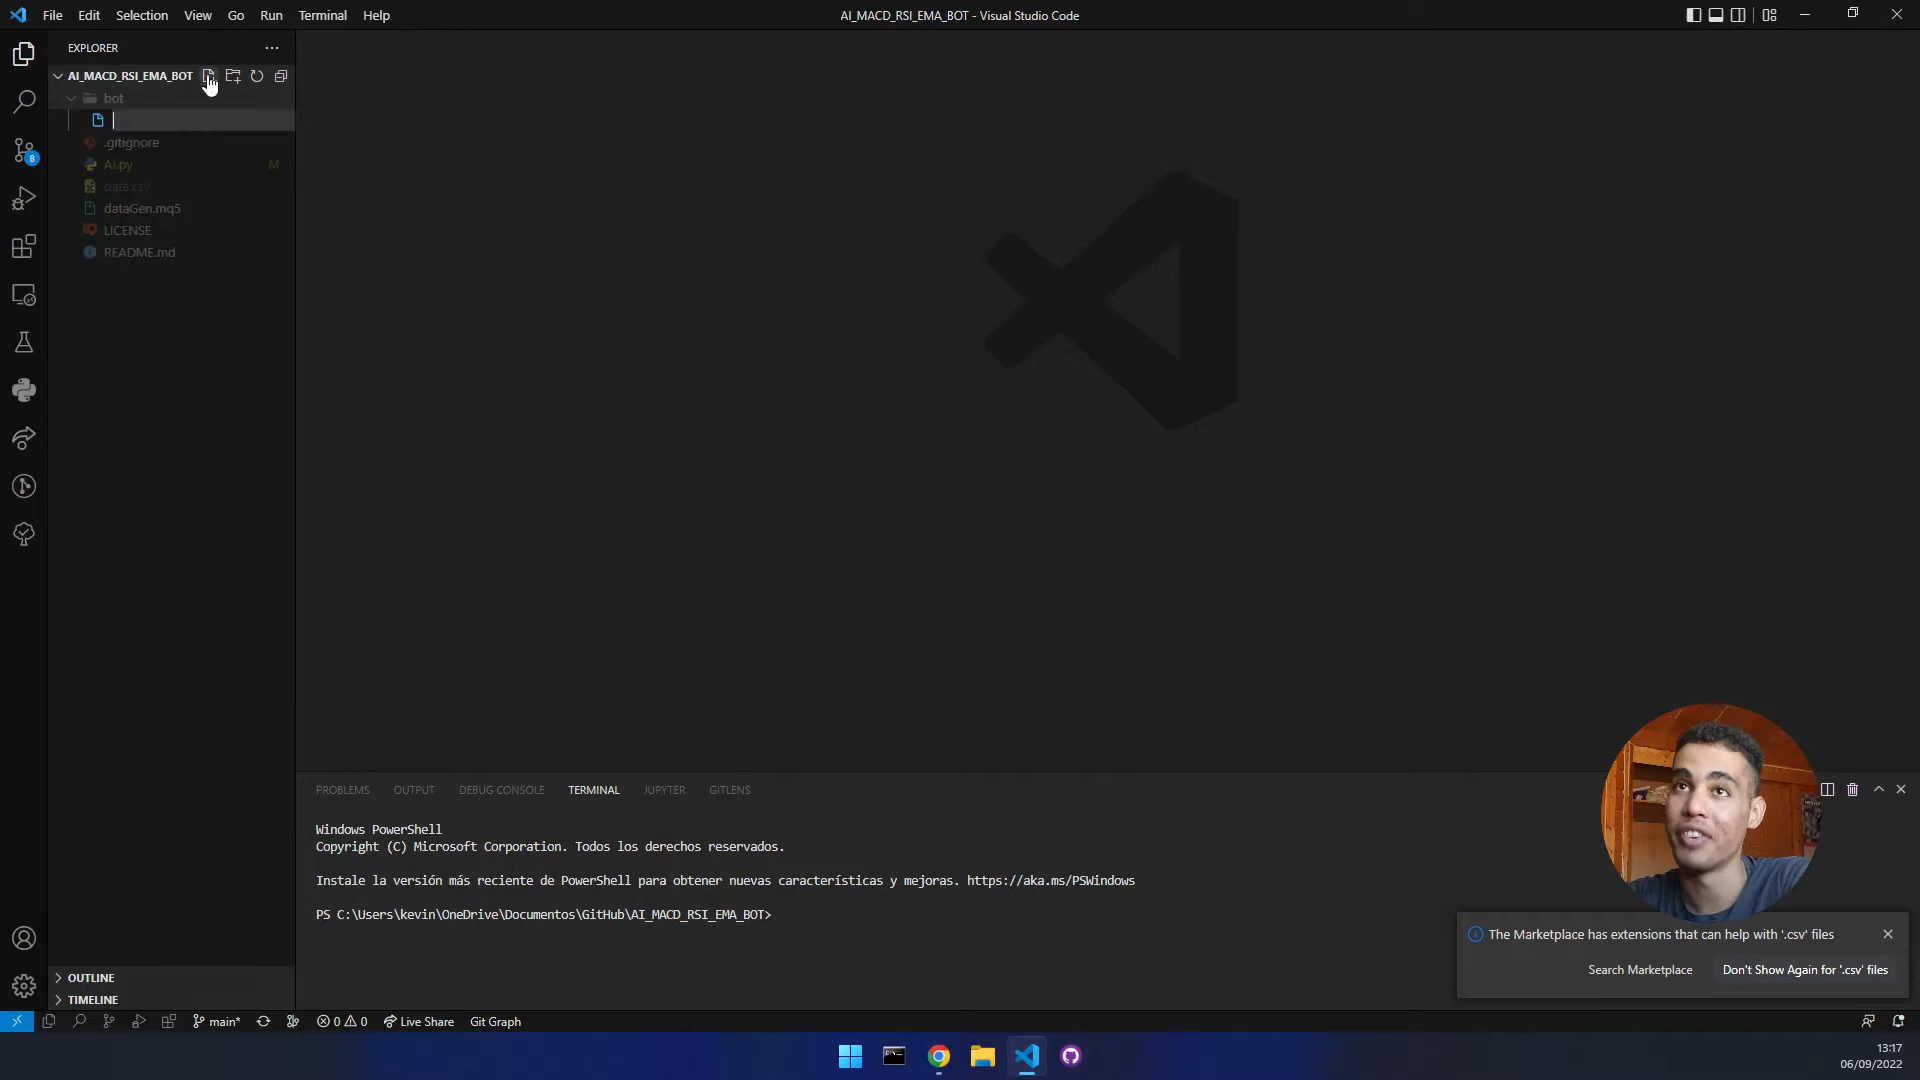 File Edit Selection View Go Run Terminal Help
AI_MACD_RSI_EMA_BOT - Visual Studio Code
EXPLORER
AI_MACD_RSI_EMA_BOT
bot
.gitignore
AI.py M
data.csv
dataGen.mq5
LICENSE
README.md
8
PROBLEMS OUTPUT DEBUG CONSOLE TERMINAL JUPYTER GITLENS
Windows PowerShell
Copyright (C) Microsoft Corporation. Todos los derechos reservados.
Instale la versión más reciente de PowerShell para obtener nuevas características y mejoras. https://aka.ms/PSWindows
PS C:\Users\kevin\OneDrive\Documentos\GitHub\AI_MACD_RSI_EMA_BOT>
The Marketplace has extensions that can help with '.csv' files
Search Marketplace Don't Show Again for '.csv' files
OUTLINE
TIMELINE
main* 0 0 Live Share Git Graph
13:17
06/09/2022